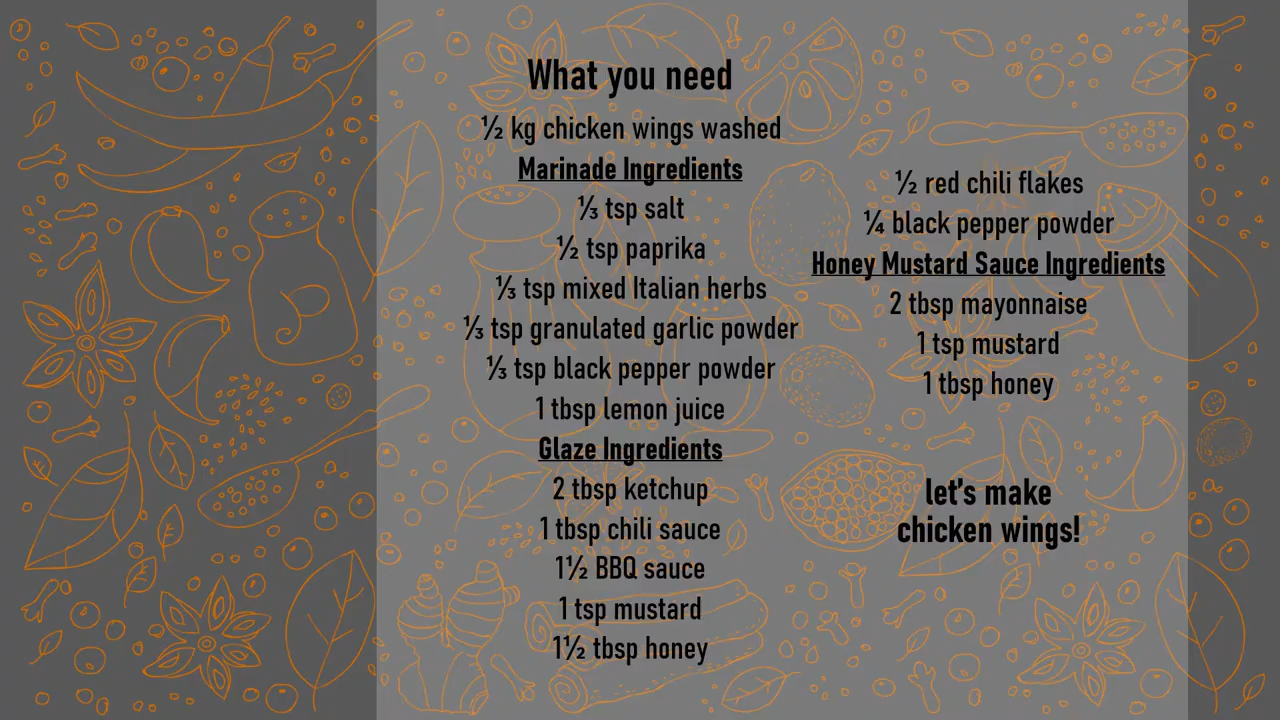 What you need
½ kg chicken wings washed
Marinade Ingredients
⅓ tsp salt
½ tsp paprika
⅓ tsp mixed Italian herbs
⅓ tsp granulated garlic powder
⅓ tsp black pepper powder
1 tbsp lemon juice
Glaze Ingredients
2 tbsp ketchup
1 tbsp chili sauce
1½ BBQ sauce
1 tsp mustard
1½ tbsp honey
½ red chili flakes
¼ black pepper powder
Honey Mustard Sauce Ingredients
2 tbsp mayonnaise
1 tsp mustard
1 tbsp honey
let's make
chicken wings!